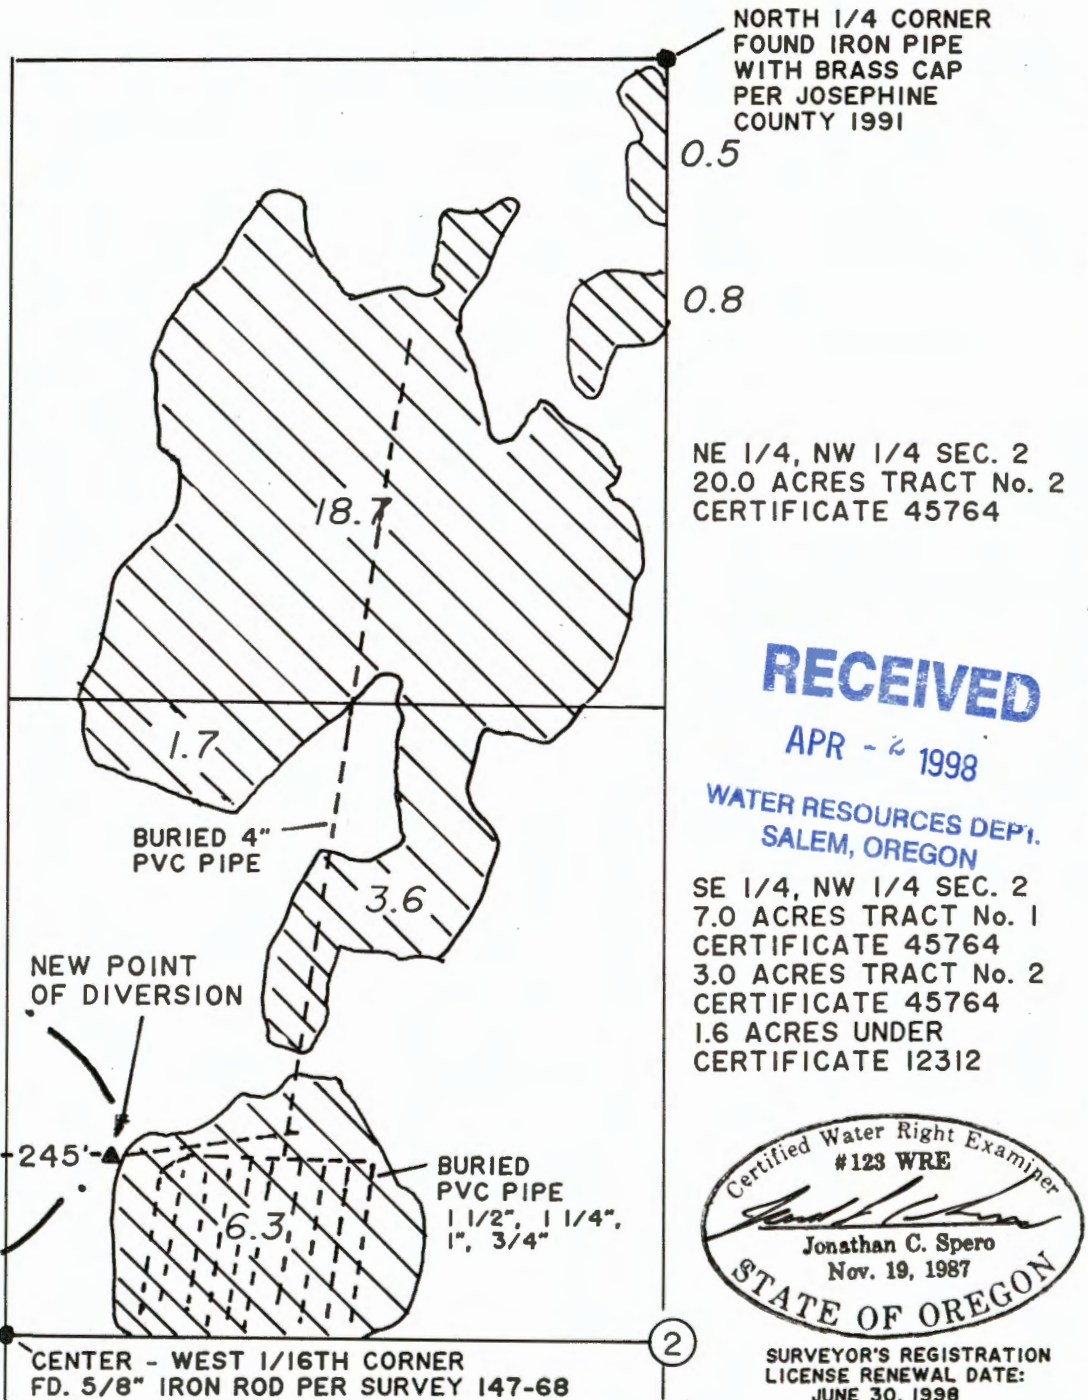 NORTH 1/4 CORNER
FOUND IRON PIPE
WITH BRASS CAP
PER JOSEPHINE
COUNTY 1991
0.5
0.8
NE 1/4, NW 1/4 SEC. 2
20.0 ACRES TRACT No. 2
CERTIFICATE 45764
18.7
RECEIVED
APR - 2 1998
WATER RESOURCES DEPT.
SALEM, OREGON
1.7
BURIED 4"
PVC PIPE
3.6
SE 1/4, NW 1/4 SEC. 2
7.0 ACRES TRACT No. 1
CERTIFICATE 45764
3.0 ACRES TRACT No. 2
CERTIFICATE 45764
1.6 ACRES UNDER
CERTIFICATE 12312
NEW POINT
OF DIVERSION
245'
BURIED
PVC PIPE
1 1/2", 1 1/4",
1", 3/4"
6.3
Certified Water Right Examiner
#123 WRE
Jonathan C. Spero
Nov. 19, 1987
STATE OF OREGON
2
CENTER - WEST 1/16TH CORNER
FD. 5/8" IRON ROD PER SURVEY 147-68
SURVEYOR'S REGISTRATION
LICENSE RENEWAL DATE:
JUNE 30, 1998